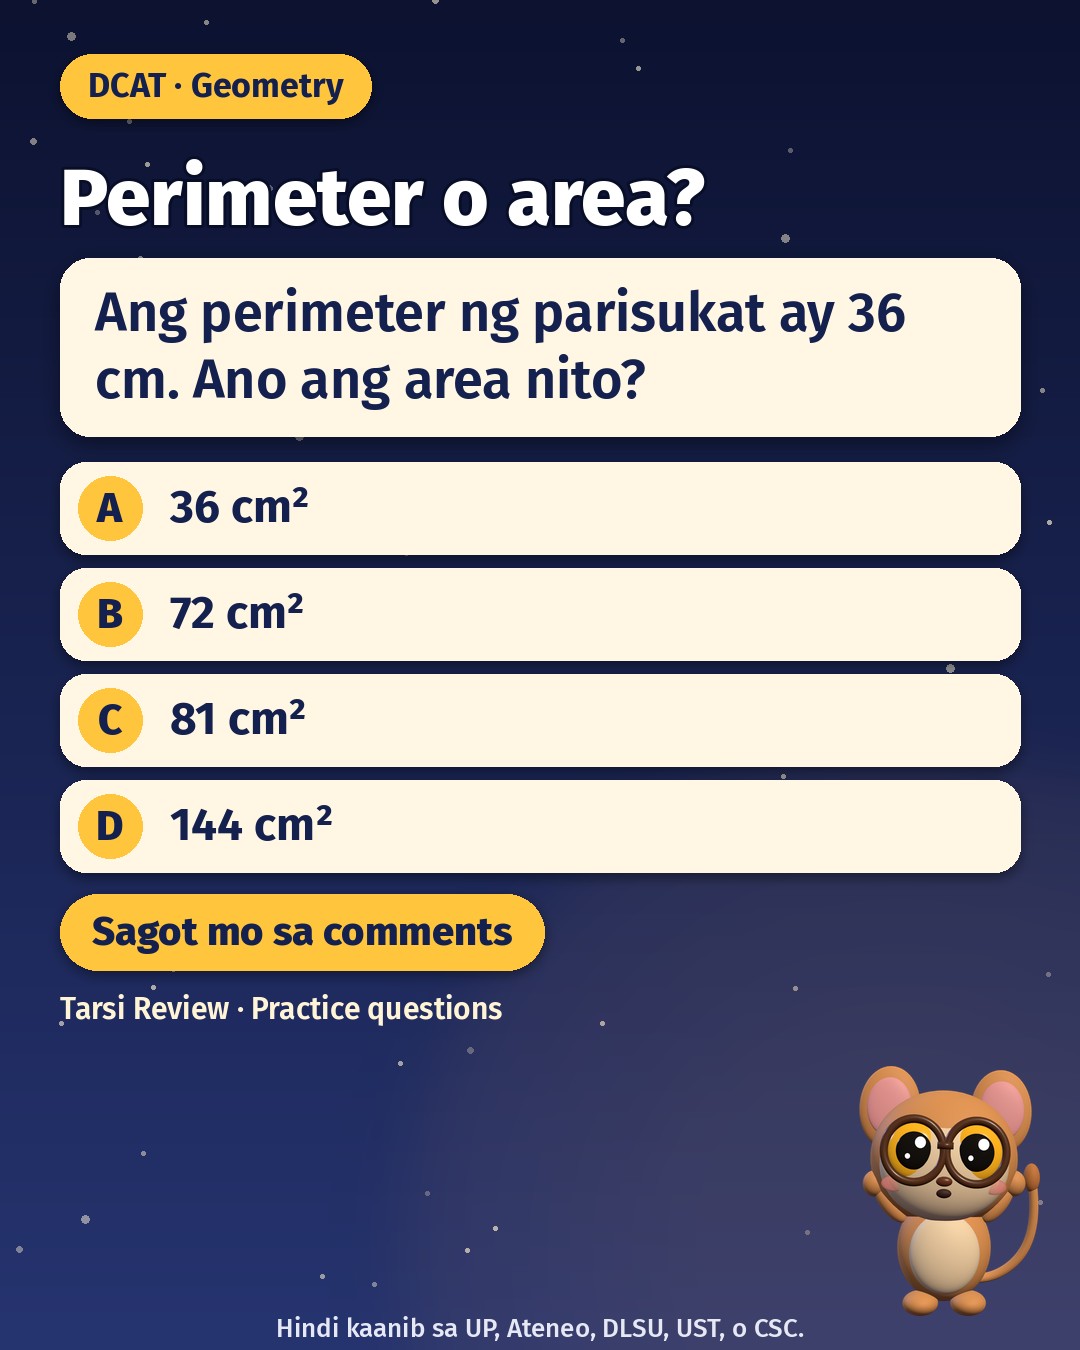 DCAT · Geometry
Perimeter o area?
Ang perimeter ng parisukat ay 36
cm. Ano ang area nito?
A 36 cm²
B 72 cm²
C 81 cm²
D 144 cm²
Sagot mo sa comments
Tarsi Review · Practice questions
Hindi kaanib sa UP, Ateneo, DLSU, UST, o CSC.